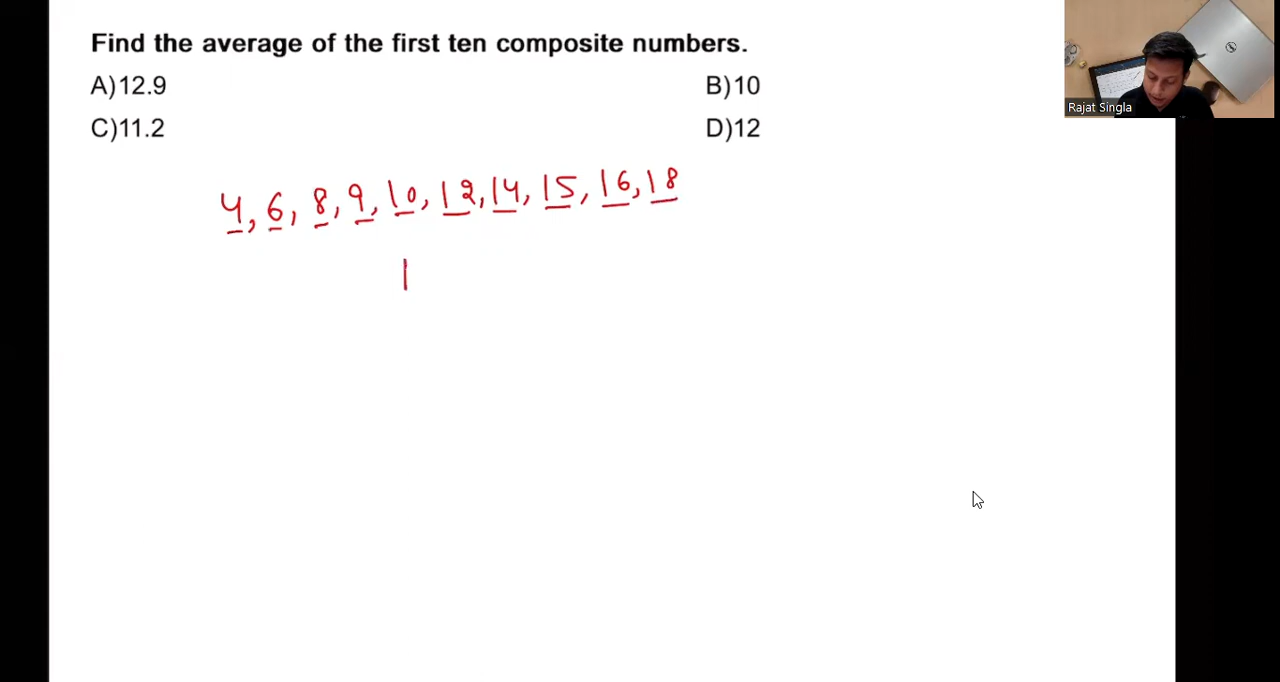 Find the average of the first ten composite numbers.
A)12.9 B)10
C)11.2 D)12
4, 6, 8, 9, 10, 12, 14, 15, 16, 18
1
Rajat Singla